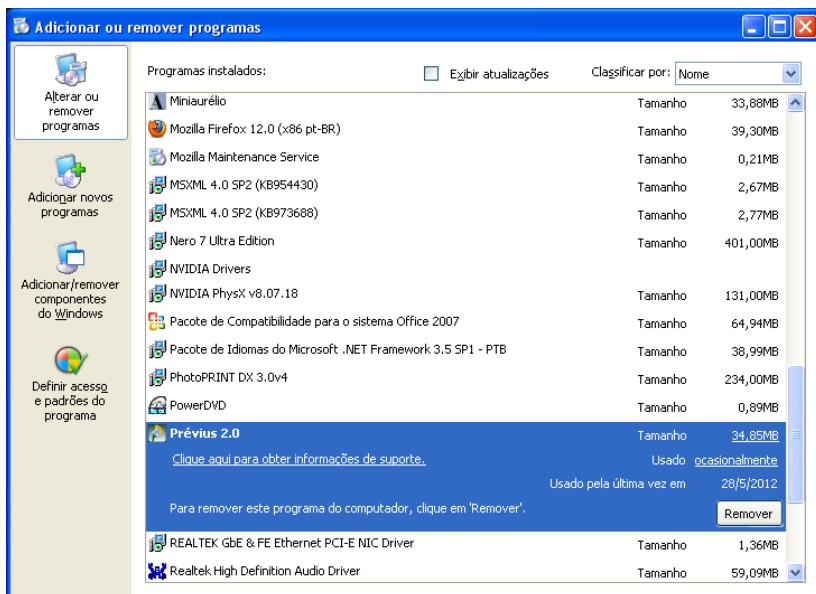 Adicionar ou remover programas
Alterar ou
remover
programas
Adicionar novos
programas
Adicionar/remover
componentes
do Windows
Definir acesso
e padrões do
programa
Programas instalados: Exibir atualizações Classificar por: Nome
Miniaurélio Tamanho 33,88MB
Mozilla Firefox 12.0 (x86 pt-BR) Tamanho 39,30MB
Mozilla Maintenance Service Tamanho 0,21MB
MSXML 4.0 SP2 (KB954430) Tamanho 2,67MB
MSXML 4.0 SP2 (KB973688) Tamanho 2,77MB
Nero 7 Ultra Edition Tamanho 401,00MB
NVIDIA Drivers
NVIDIA PhysX v8.07.18 Tamanho 131,00MB
Pacote de Compatibilidade para o sistema Office 2007 Tamanho 64,94MB
Pacote de Idiomas do Microsoft .NET Framework 3.5 SP1 - PTB Tamanho 38,99MB
PhotoPRINT DX 3.0v4 Tamanho 234,00MB
PowerDVD Tamanho 0,89MB
Prévius 2.0 Tamanho 34,85MB
Clique aqui para obter informações de suporte. Usado ocasionalmente
Usado pela última vez em 28/5/2012
Para remover este programa do computador, clique em 'Remover'. Remover
REALTEK GbE & FE Ethernet PCI-E NIC Driver Tamanho 1,36MB
Realtek High Definition Audio Driver Tamanho 59,09MB